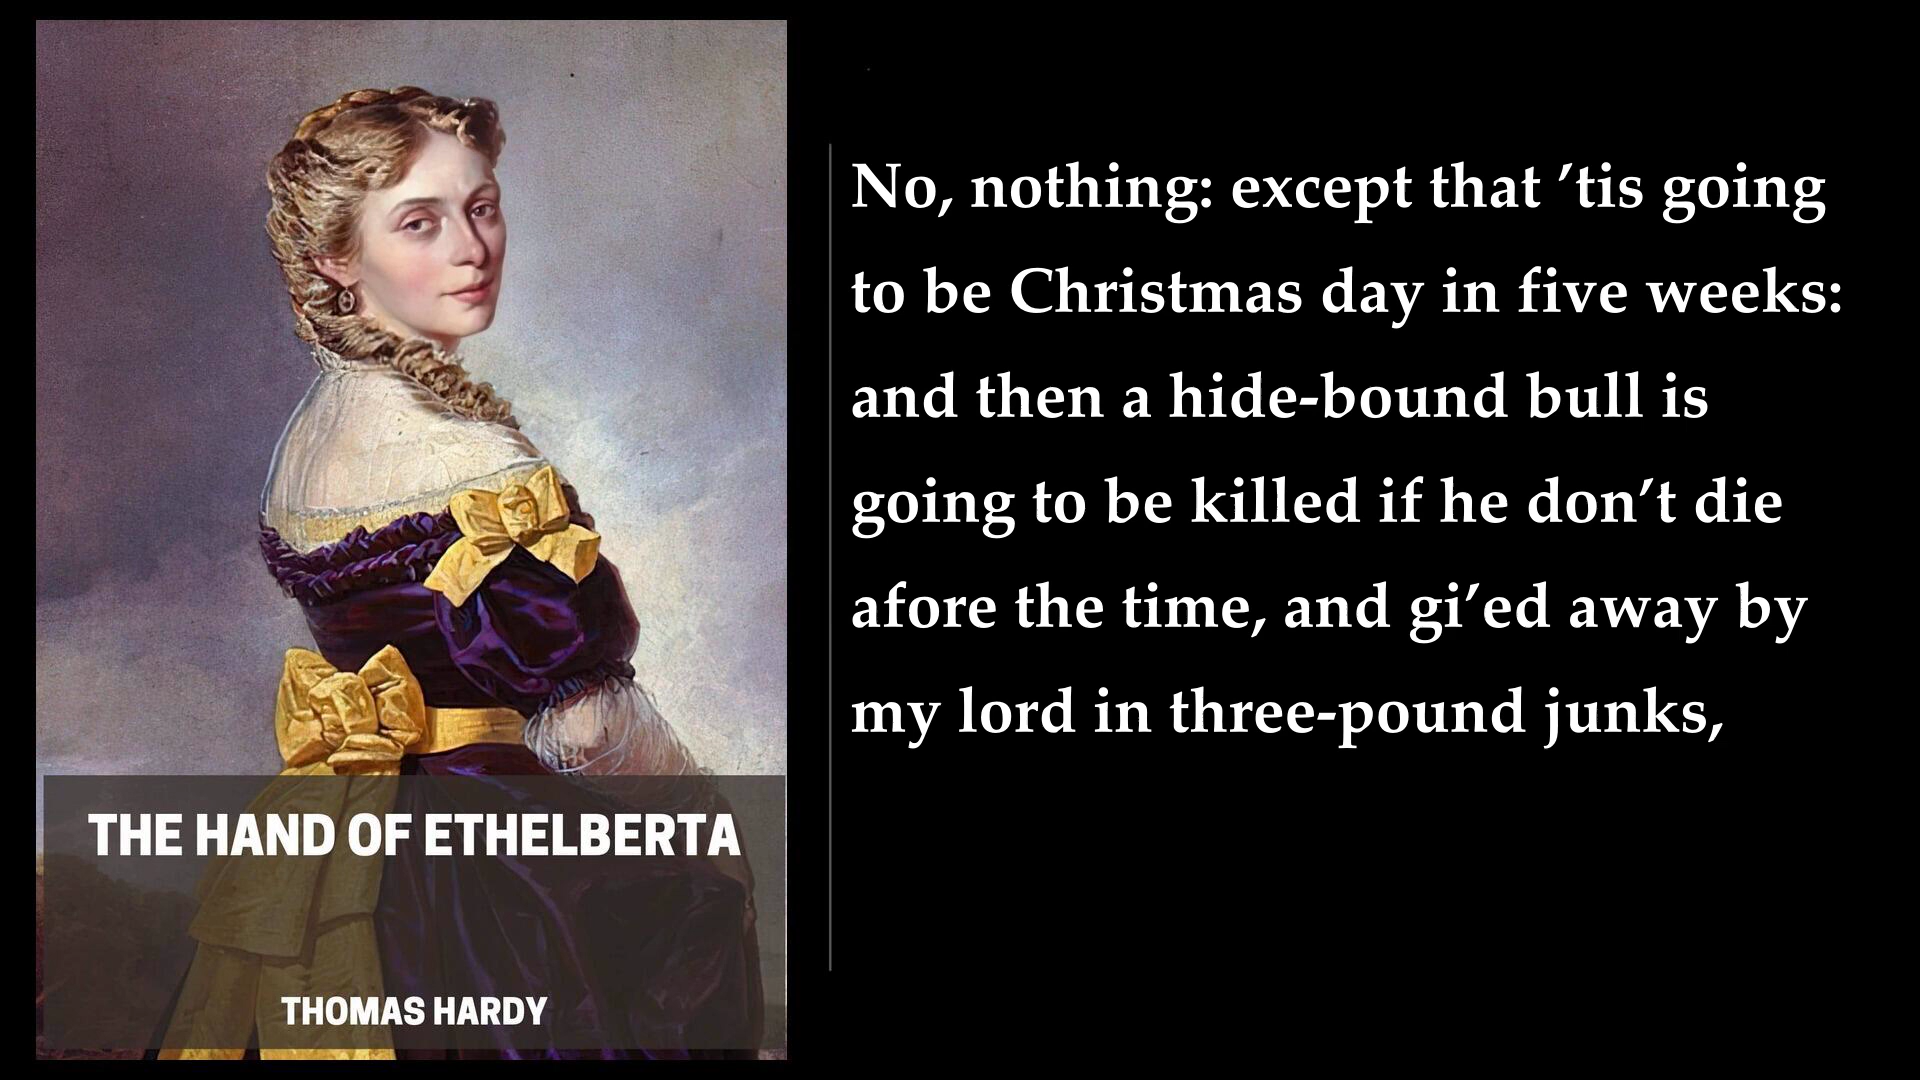 THE HAND OF ETHELBERTA
THOMAS HARDY
No, nothing: except that ’tis going
to be Christmas day in five weeks:
and then a hide-bound bull is
going to be killed if he don’t die
afore the time, and gi’ed away by
my lord in three-pound junks,